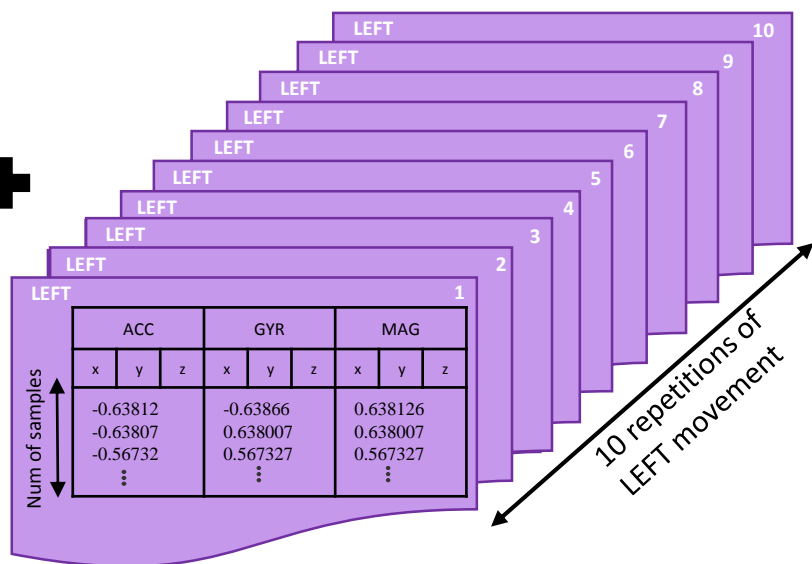 LEFT 10
LEFT 9
LEFT 8
LEFT 7
LEFT 6
LEFT 5
LEFT 4
LEFT 3
LEFT 2
LEFT 1
ACC GYR MAG
x y z x y z x y z
-0.63812 -0.63866 0.638126
-0.63807 0.638007 0.638007
-0.56732 0.567327 0.567327
Num of samples
10 repetitions of
LEFT movement